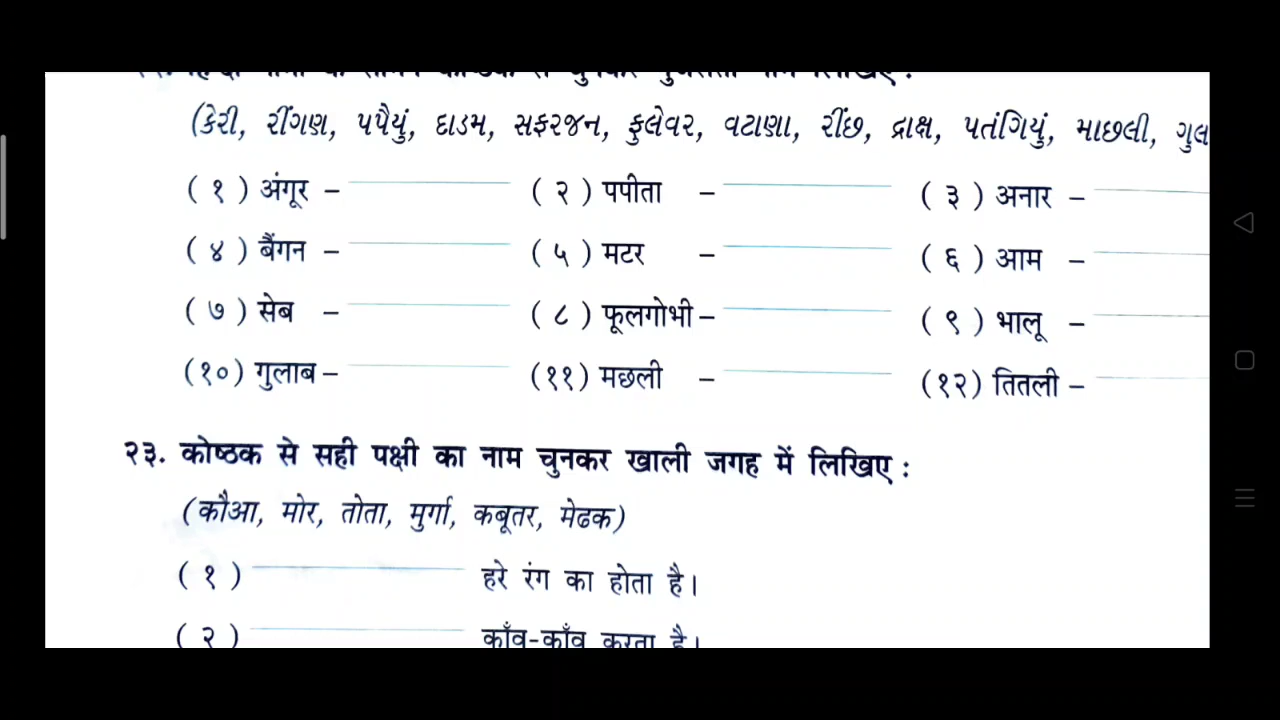 (કેરી, રીંગણ, પપૈયું, દાડમ, સફરજન, ફુલેવર, વટાણા, રીંછ, દ્રાક્ષ, પતંગિયું, માછલી,
(१) अंगूर – (२) पपीता – (३) अनार –
(४) बैंगन – (५) मटर – (६) आम –
(७) सेब – (८) फूलगोभी – (९) भालू –
(१०) गुलाब – (११) मछली – (१२) तितली –
२३. कोष्ठक से सही पक्षी का नाम चुनकर खाली जगह में लिखिए :
(कौआ, मोर, तोता, मुर्गा, कबूतर, मेढक)
(१) हरे रंग का होता है।
(२) काँव-काँव करता है।